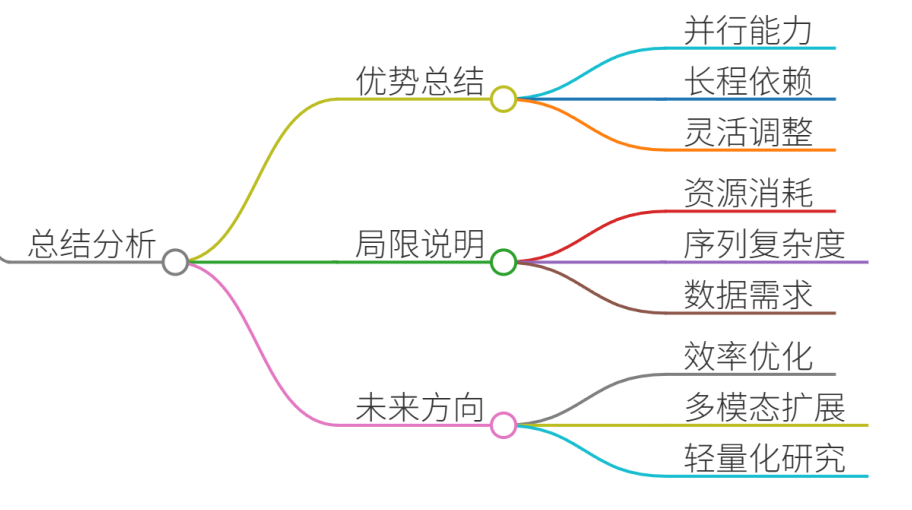 总结分析
优势总结
并行能力
长程依赖
灵活调整
局限说明
资源消耗
序列复杂度
数据需求
未来方向
效率优化
多模态扩展
轻量化研究